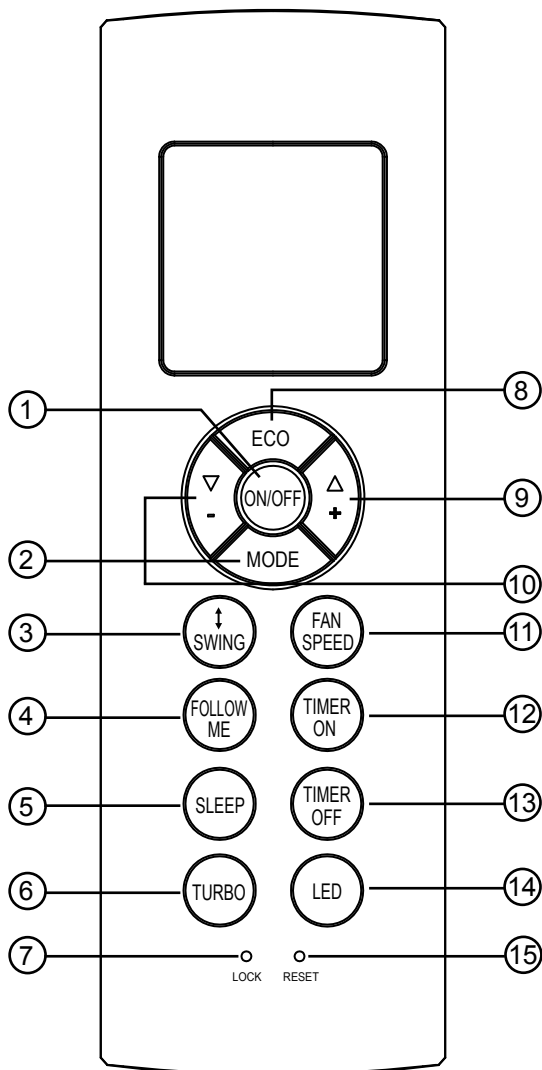 1
8
ECO
▽
ON/OFF
△
9
-
+
2
MODE
10
3
SWING
FAN
SPEED
11
4
FOLLOW
ME
TIMER
ON
12
5
SLEEP
TIMER
OFF
13
6
TURBO
LED
14
7
15
LOCK
RESET